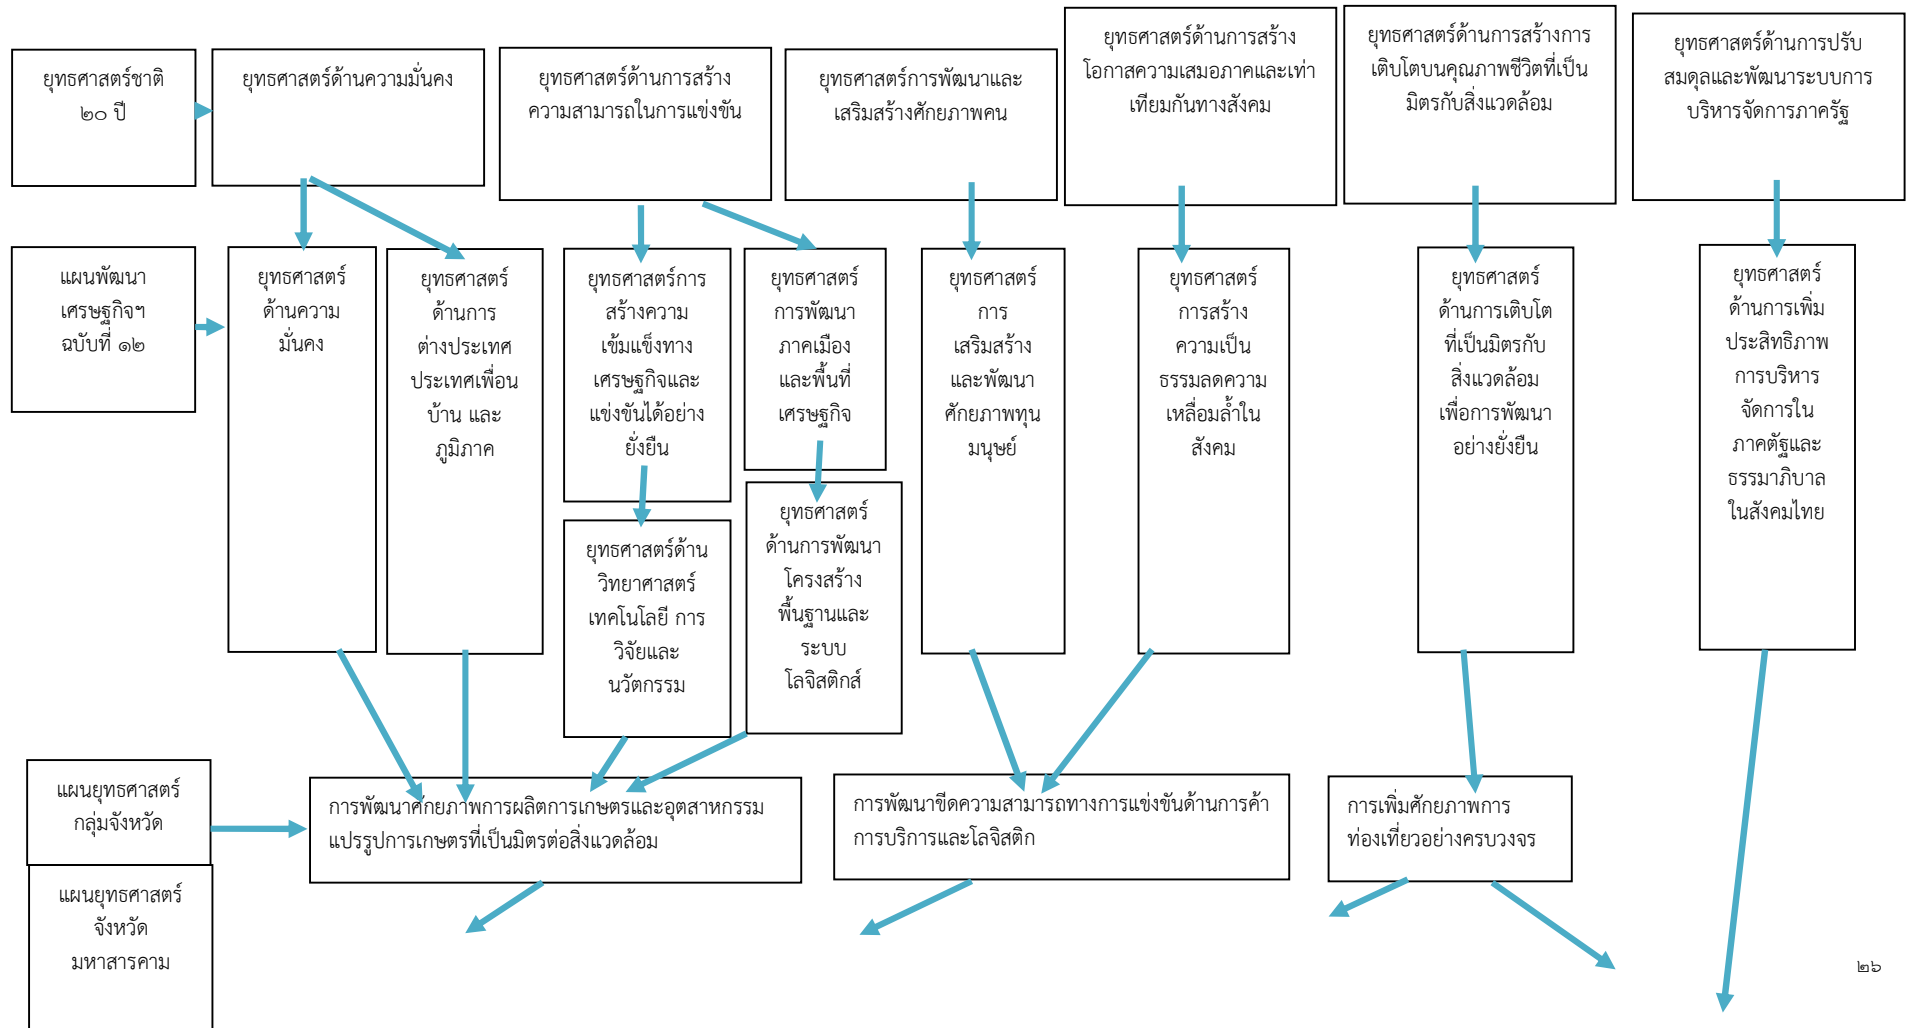 ยุทธศาสตร์ชาติ
๒๐ ปี
ยุทธศาสตร์ด้านความมั่นคง
ยุทธศาสตร์ด้านการสร้าง
ความสามารถในการแข่งขัน
ยุทธศาสตร์การพัฒนาและ
เสริมสร้างศักยภาพคน
ยุทธศาสตร์ด้านการสร้าง
โอกาสความเสมอภาคและเท่า
เทียมกันทางสังคม
ยุทธศาสตร์ด้านการสร้างการ
เติบโตบนคุณภาพชีวิตที่เป็น
มิตรกับสิ่งแวดล้อม
ยุทธศาสตร์ด้านการปรับ
สมดุลและพัฒนาระบบการ
บริหารจัดการภาครัฐ
แผนพัฒนา
เศรษฐกิจฯ
ฉบับที่ ๑๒
ยุทธศาสตร์
ด้านความ
มั่นคง
ยุทธศาสตร์
ด้านการ
ต่างประเทศ
ประเทศเพื่อน
บ้าน และ
ภูมิภาค
ยุทธศาสตร์การ
สร้างความ
เข้มแข็งทาง
เศรษฐกิจและ
แข่งขันได้อย่าง
ยั่งยืน
ยุทธศาสตร์
การพัฒนา
ภาคเมือง
และพื้นที่
เศรษฐกิจ
ยุทธศาสตร์
การ
เสริมสร้าง
และพัฒนา
ศักยภาพทุน
มนุษย์
ยุทธศาสตร์
การสร้าง
ความเป็น
ธรรมลดความ
เหลื่อมล้ำใน
สังคม
ยุทธศาสตร์
ด้านการเติบโต
ที่เป็นมิตรกับ
สิ่งแวดล้อม
เพื่อการพัฒนา
อย่างยั่งยืน
ยุทธศาสตร์
ด้านการเพิ่ม
ประสิทธิภาพ
การบริหาร
จัดการใน
ภาคตัฐและ
ธรรมาภิบาล
ในสังคมไทย
ยุทธศาสตร์ด้าน
วิทยาศาสตร์
เทคโนโลยี การ
วิจัยและ
นวัตกรรม
ยุทธศาสตร์
ด้านการพัฒนา
โครงสร้าง
พื้นฐานและ
ระบบ
โลจิสติกส์
แผนยุทธศาสตร์
กลุ่มจังหวัด
การพัฒนาศักยภาพการผลิตการเกษตรและอุตสาหกรรม
แปรรูปการเกษตรที่เป็นมิตรต่อสิ่งแวดล้อม
การพัฒนาขีดความสามารถทางการแข่งขันด้านการค้า
การบริการและโลจิสติก
การเพิ่มศักยภาพการ
ท่องเที่ยวอย่างครบวงจร
แผนยุทธศาสตร์
จังหวัด
มหาสารคาม
๒๖